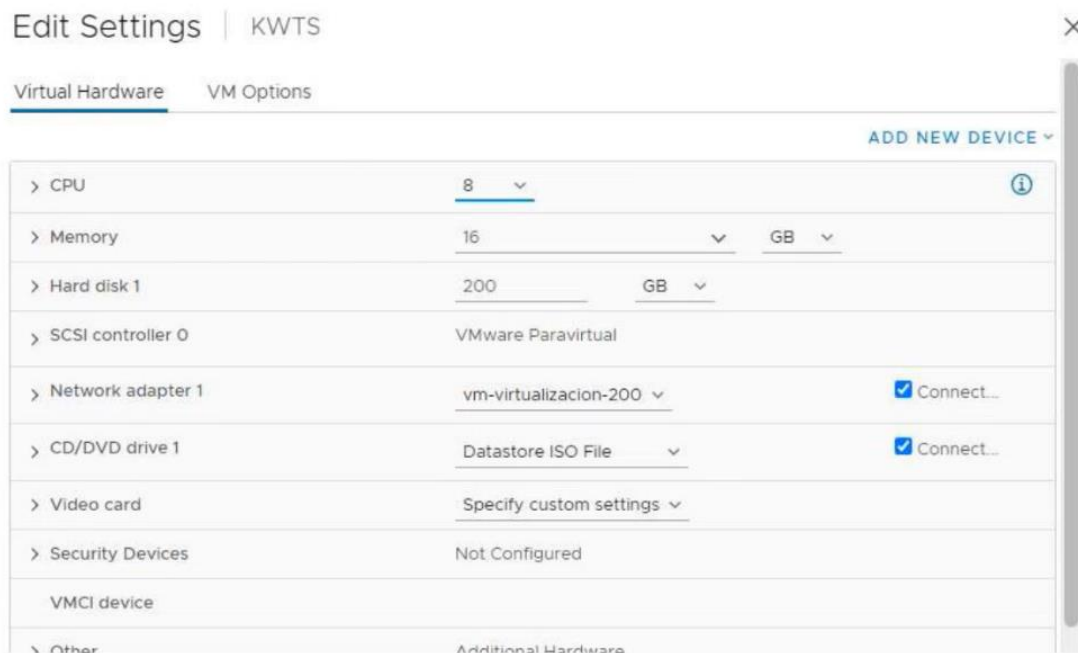 Edit Settings | KWTS
Virtual Hardware VM Options
ADD NEW DEVICE
CPU 8
Memory 16 GB
Hard disk 1 200 GB
SCSI controller 0 VMware Paravirtual
Network adapter 1 vm-virtualizacion-200 Connect...
CD/DVD drive 1 Datastore ISO File Connect...
Video card Specify custom settings
Security Devices Not Configured
VMCI device
Other Additional Hardware